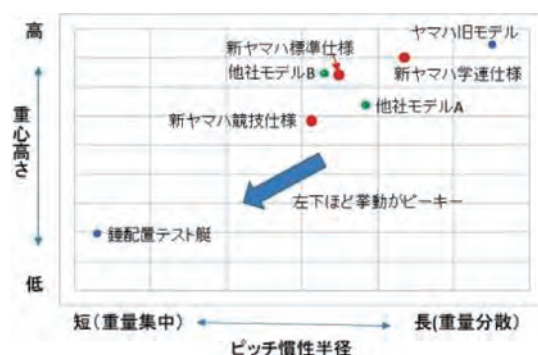 高
ヤマハ旧モデル
新ヤマハ標準仕様
他社モデルB
新ヤマハ学連仕様
他社モデルA
新ヤマハ競技仕様
重心高さ
左下ほど挙動がピーキー
錘配置テスト艇
低
短(重量集中)
長(重量分散)
ピッチ慣性半径